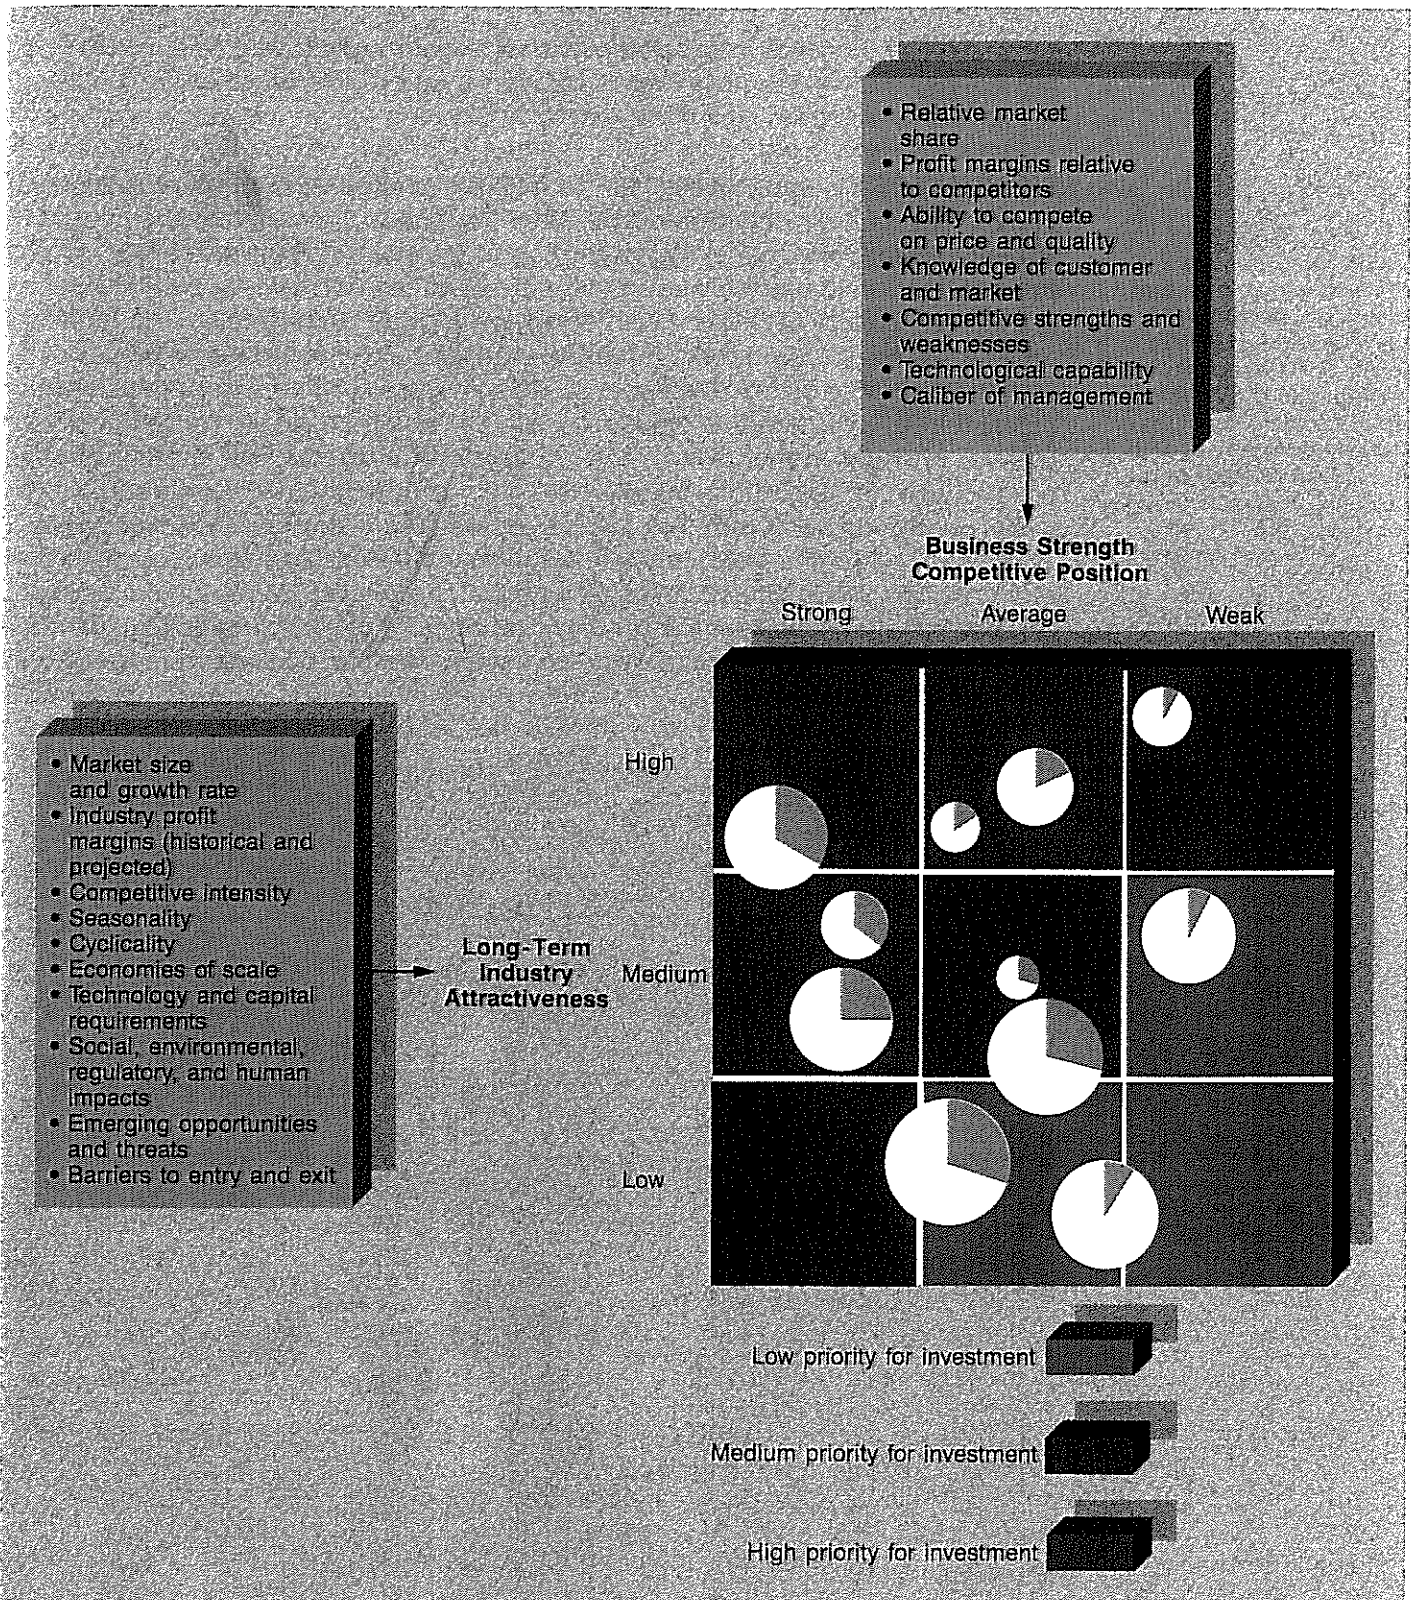 • Relative market
share
• Profit margins relative
to competitors
• Ability to compete
on price and quality
• Knowledge of customer
and market
• Competitive strengths and
weaknesses
• Technological capability
• Caliber of management
Business Strength
Competitive Position
Strong Average Weak
• Market size
and growth rate
• Industry profit
margins (historical and
projected)
• Competitive intensity
• Seasonality
• Cyclicality
• Economies of scale
• Technology and capital
requirements
• Social, environmental,
regulatory, and human
impacts
• Emerging opportunities
and threats
• Barriers to entry and exit
Long-Term
Industry
Attractiveness
High
Medium
Low
Low priority for investment
Medium priority for investment
High priority for investment